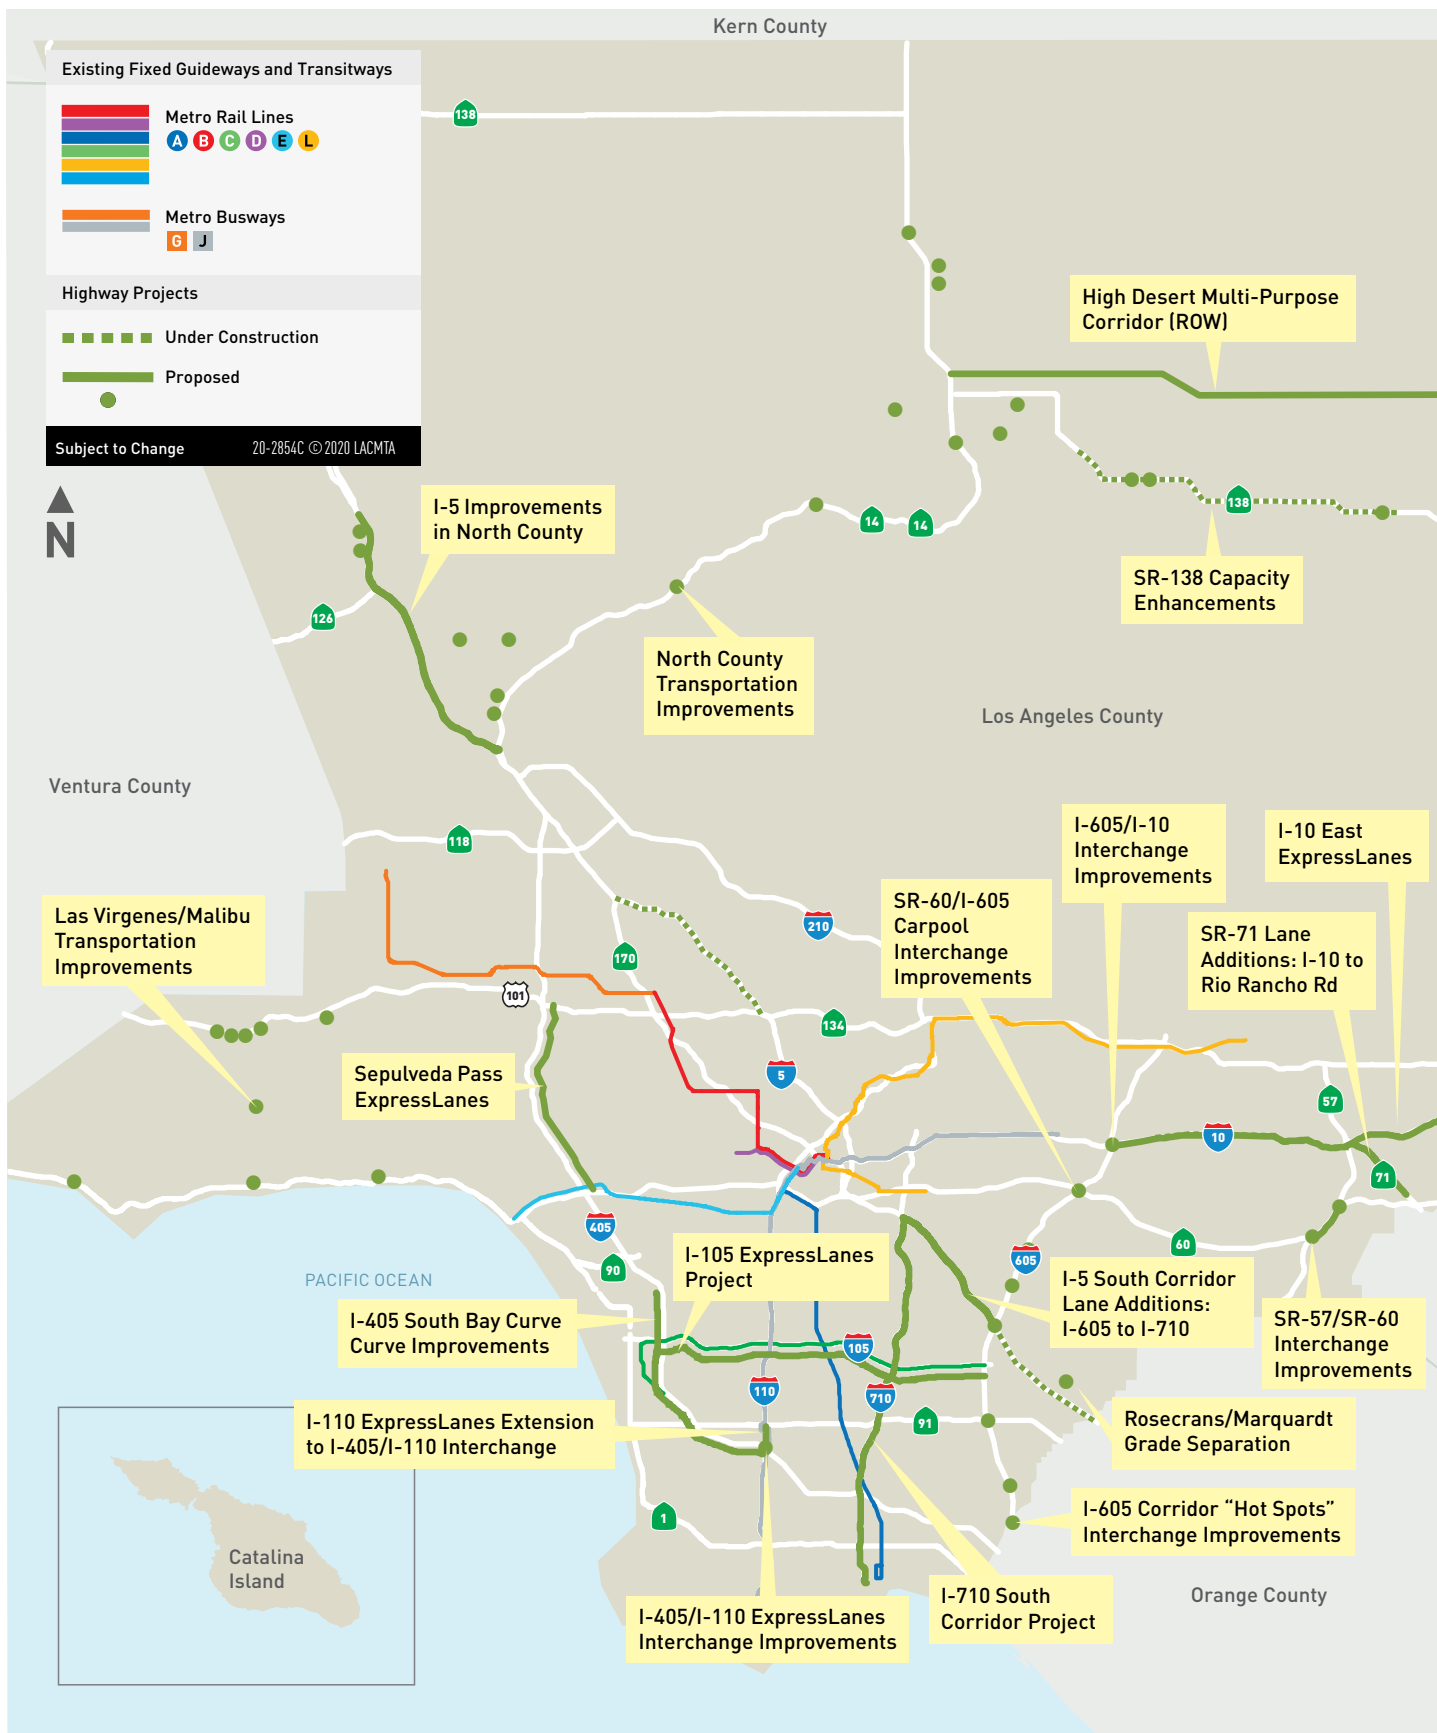 Kern County
Existing Fixed Guideways and Transitways
Metro Rail Lines
A B C D E L
Metro Busways
G J
Highway Projects
Under Construction
Proposed
Subject to Change 20-2854C © 2020 LACMTA
N
138
High Desert Multi-Purpose
Corridor (ROW)
I-5 Improvements
in North County
14
14
138
SR-138 Capacity
Enhancements
126
North County
Transportation
Improvements
Los Angeles County
Ventura County
118
I-605/I-10
Interchange
Improvements
I-10 East
ExpressLanes
Las Virgenes/Malibu
Transportation
Improvements
SR-60/I-605
Carpool
Interchange
Improvements
SR-71 Lane
Additions: I-10 to
Rio Rancho Rd
210
170
101
134
Sepulveda Pass
ExpressLanes
5
57
10
71
405
90
60
605
PACIFIC OCEAN
I-105 ExpressLanes
Project
I-5 South Corridor
Lane Additions:
I-605 to I-710
I-405 South Bay Curve
Curve Improvements
SR-57/SR-60
Interchange
Improvements
105
110
710
91
I-110 ExpressLanes Extension
to I-405/I-110 Interchange
Rosecrans/Marquardt
Grade Separation
1
I-605 Corridor “Hot Spots”
Interchange Improvements
Catalina
Island
Orange County
I-710 South
Corridor Project
I-405/I-110 ExpressLanes
Interchange Improvements